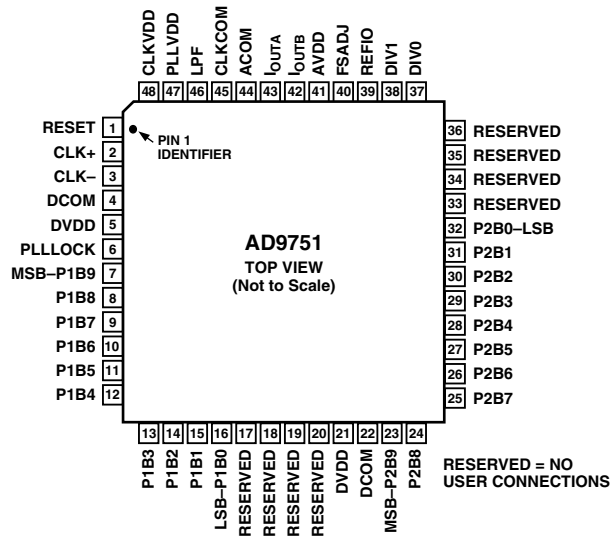 CLKVDD
PLLVDD
LPF
CLKCOM
ACOM
IOUTA
IOUTB
AVDD
FSADJ
REFIO
DIV1
DIV0
48 47 46 45 44 43 42 41 40 39 38 37
RESET 1
CLK+ 2
CLK– 3
DCOM 4
DVDD 5
PLLLOCK 6
MSB–P1B9 7
P1B8 8
P1B7 9
P1B6 10
P1B5 11
P1B4 12
PIN 1
IDENTIFIER
AD9751
TOP VIEW
(Not to Scale)
36 RESERVED
35 RESERVED
34 RESERVED
33 RESERVED
32 P2B0–LSB
31 P2B1
30 P2B2
29 P2B3
28 P2B4
27 P2B5
26 P2B6
25 P2B7
13 14 15 16 17 18 19 20 21 22 23 24
P1B3
P1B2
P1B1
LSB–P1B0
RESERVED
RESERVED
RESERVED
RESERVED
DVDD
DCOM
MSB–P2B9
P2B8
RESERVED = NO
USER CONNECTIONS